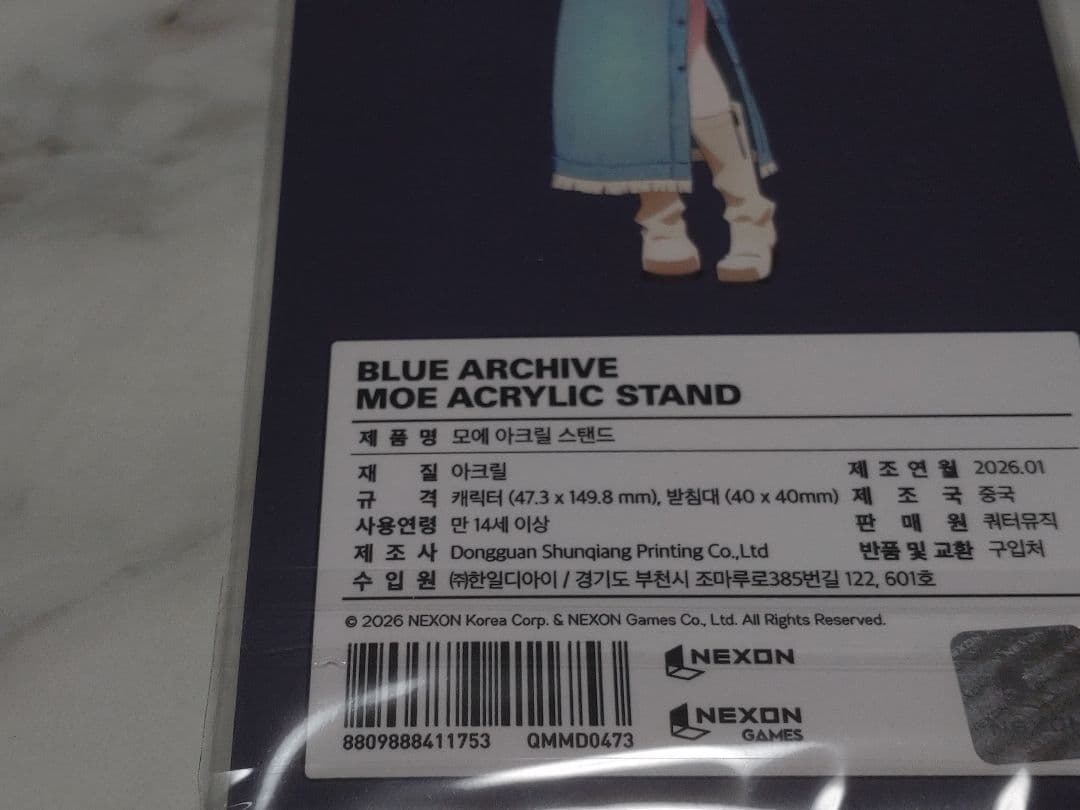 BLUE ARCHIVE
MOE ACRYLIC STAND
제 품 명 모에 아크릴 스탠드
재 질 아크릴 제 조 연 월 2026.01
규 격 캐릭터 (47.3 x 149.8 mm), 받침대 (40 x 40mm) 제 조 국 중국
사용연령 만 14세 이상 판 매 원 쿼터뮤직
제 조 사 Dongguan Shunqiang Printing Co.,Ltd 반품 및 교환 구입처
수 입 원 ㈜한일디아이 / 경기도 부천시 조마루로385번길 122, 601호
© 2026 NEXON Korea Corp. & NEXON Games Co., Ltd. All Rights Reserved.
NEXON
NEXON
GAMES
8809888411753 QMMD0473